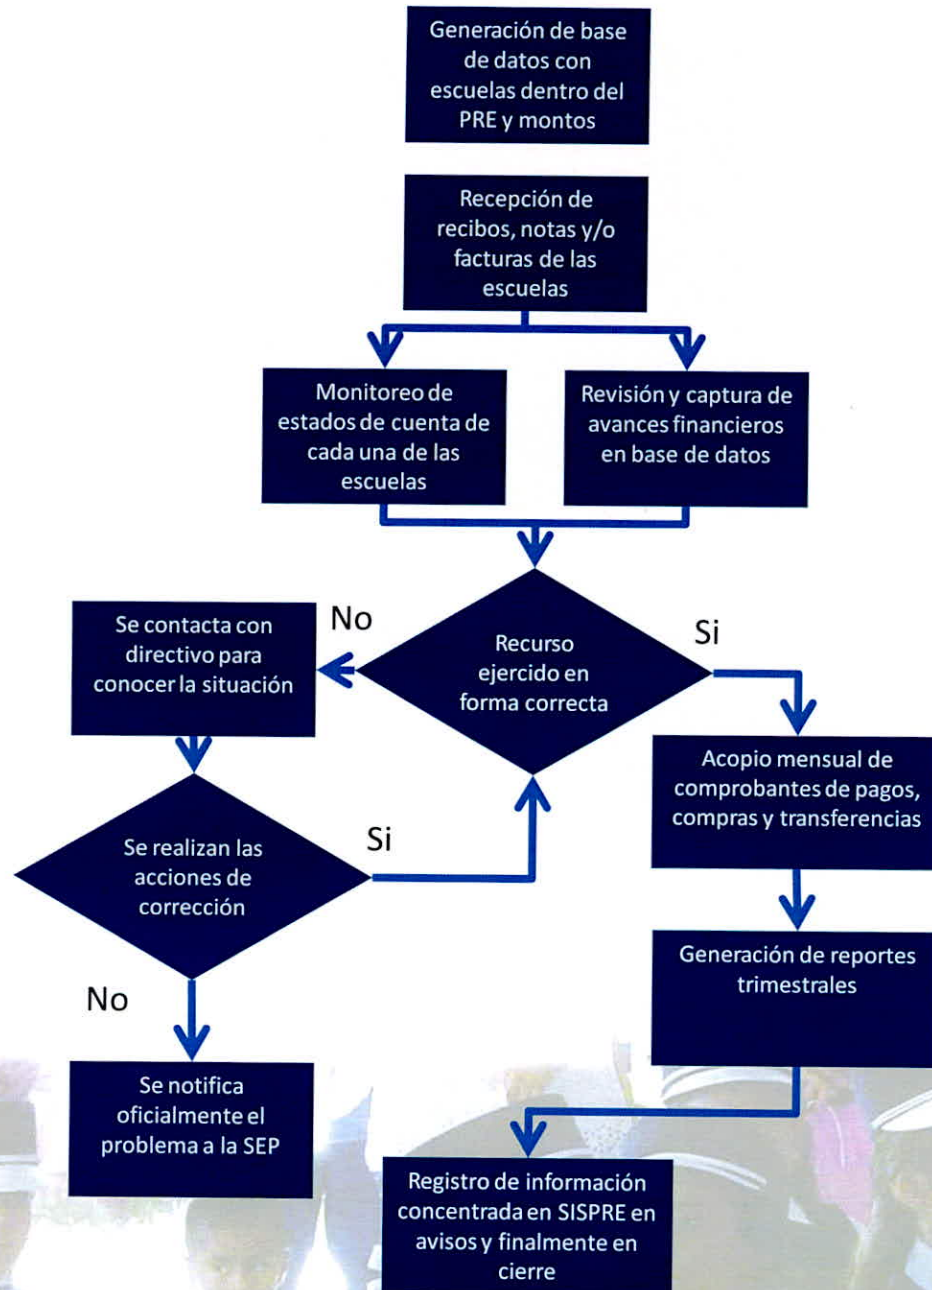 Generación de base
de datos con
escuelas dentro del
PRE y montos
Recepción de
recibos, notas y/o
facturas de las
escuelas
Monitoreo de
estados de cuenta de
cada una de las
escuelas
Revisión y captura de
avances financieros
en base de datos
Recurso
ejercido en
forma correcta
No
Si
Se contacta con
directivo para
conocer la situación
Acopio mensual de
comprobantes de pagos,
compras y transferencias
Se realizan las
acciones de
corrección
Si
No
Generación de reportes
trimestrales
Se notifica
oficialmente el
problema a la SEP
Registro de información
concentrada en SISPRE en
avisos y finalmente en
cierre